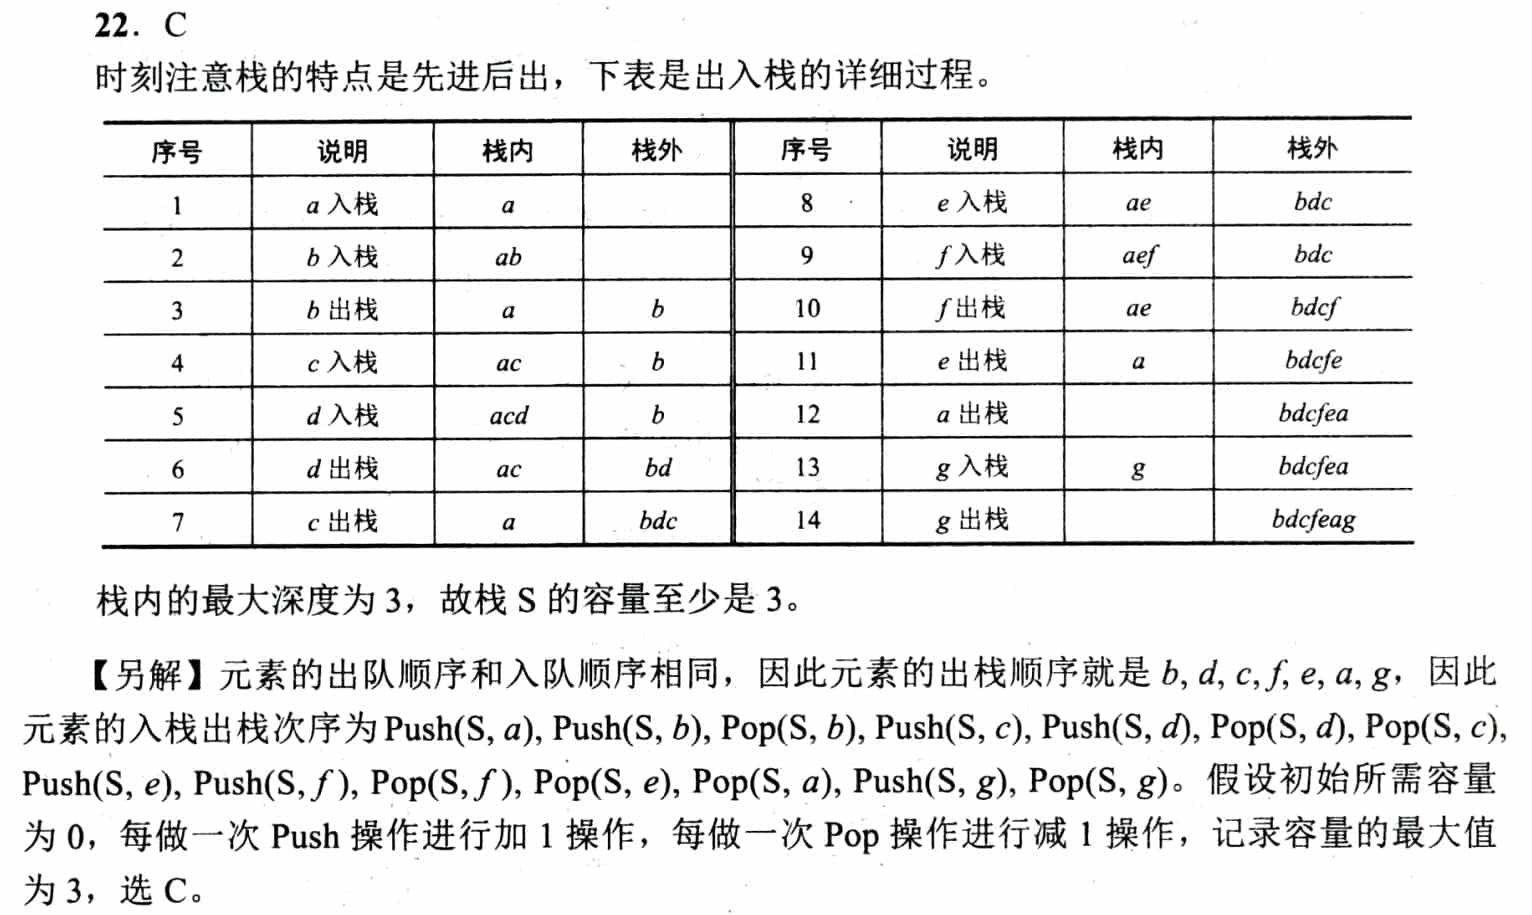 22. C
时刻注意栈的特点是先进后出，下表是出入栈的详细过程。
序号 说明 栈内 栈外 序号 说明 栈内 栈外
1 a 入栈 a 8 e 入栈 ae bdc
2 b 入栈 ab 9 f 入栈 aef bdc
3 b 出栈 a b 10 f 出栈 ae bdcf
4 c 入栈 ac b 11 e 出栈 a bdcfe
5 d 入栈 acd b 12 a 出栈 bdcfea
6 d 出栈 ac bd 13 g 入栈 g bdcfea
7 c 出栈 a bdc 14 g 出栈 bdcfeag
栈内的最大深度为 3，故栈 S 的容量至少是 3。
【另解】元素的出队顺序和入队顺序相同，因此元素的出栈顺序就是 b, d, c, f, e, a, g，因此
元素的入栈出栈次序为 Push(S, a), Push(S, b), Pop(S, b), Push(S, c), Push(S, d), Pop(S, d), Pop(S, c),
Push(S, e), Push(S, f ), Pop(S, f ), Pop(S, e), Pop(S, a), Push(S, g), Pop(S, g)。假设初始所需容量
为 0，每做一次 Push 操作进行加 1 操作，每做一次 Pop 操作进行减 1 操作，记录容量的最大值
为 3，选 C。